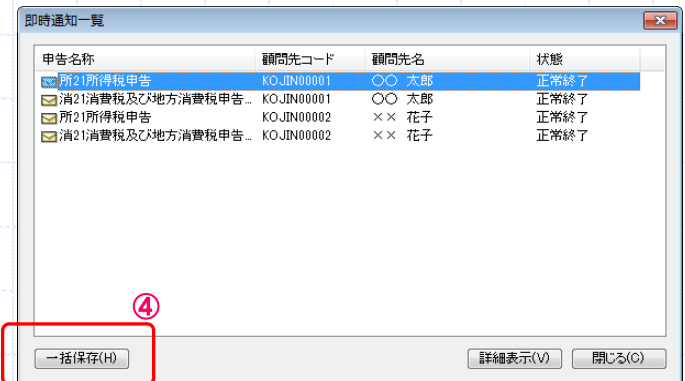 即時通知一覧
申告名称 顧問先コード 顧問先名 状態
所21所得税申告 KOJIN00001 〇〇 太郎 正常終了
消21消費税及び地方消費税申告... KOJIN00001 〇〇 太郎 正常終了
所21所得税申告 KOJIN00002 ×× 花子 正常終了
消21消費税及び地方消費税申告... KOJIN00002 ×× 花子 正常終了
④
一括保存(H) 詳細表示(V) 閉じる(C)